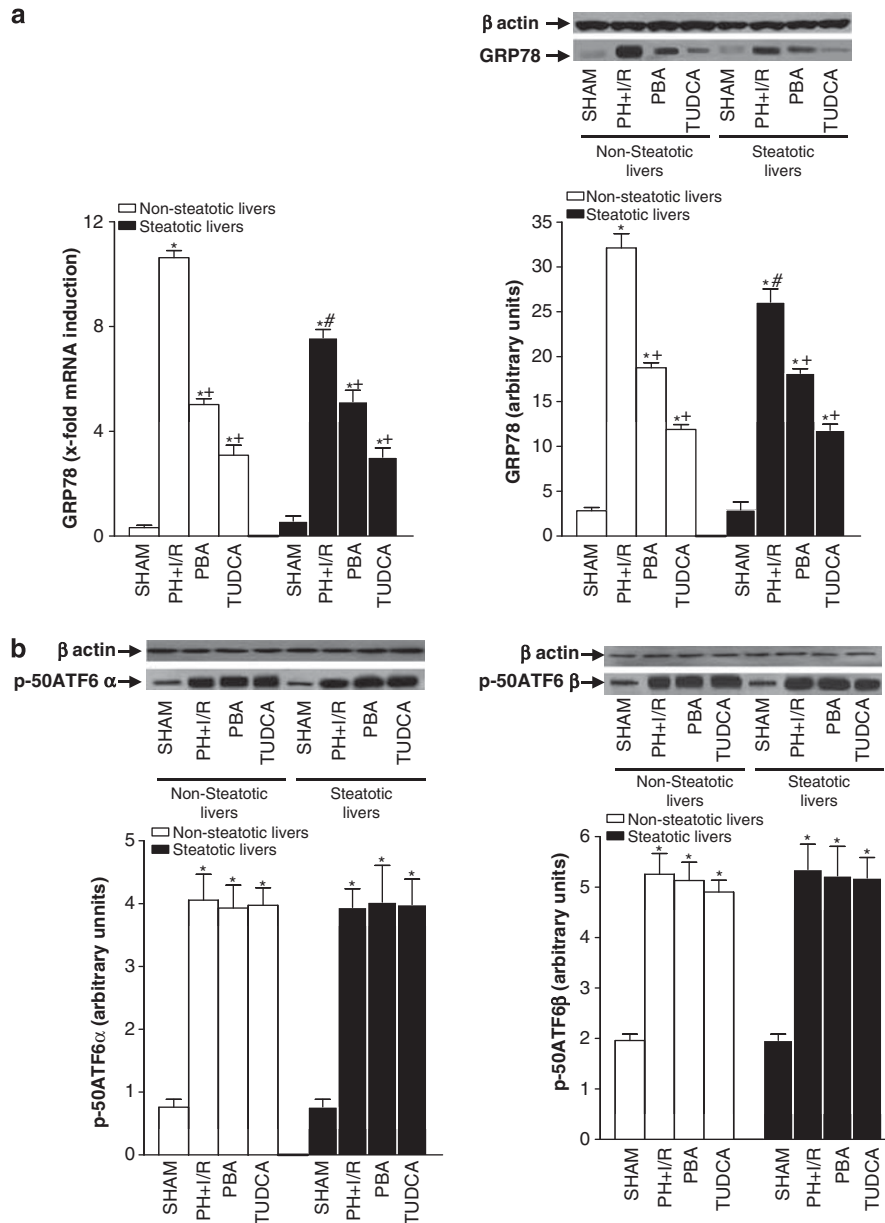 a
β actin
GRP78
SHAM PH+I/R PBA TUDCA SHAM PH+I/R PBA TUDCA
Non-Steatotic livers Steatotic livers
Non-steatotic livers
Steatotic livers
GRP78 (x-fold mRNA induction)
12
8
4
0
* *+ *+ *# *+ *+
SHAM PH+I/R PBA TUDCA SHAM PH+I/R PBA TUDCA
Non-steatotic livers
Steatotic livers
GRP78 (arbitrary units)
35
30
25
20
15
10
5
0
* *+ *+ *# *+ *+
SHAM PH+I/R PBA TUDCA SHAM PH+I/R PBA TUDCA
b
β actin
p-50ATF6 α
SHAM PH+I/R PBA TUDCA SHAM PH+I/R PBA TUDCA
Non-Steatotic livers Steatotic livers
Non-steatotic livers
Steatotic livers
p-50ATF6α (arbitrary unnits)
5
4
3
2
1
0
* * * * * *
SHAM PH+I/R PBA TUDCA SHAM PH+I/R PBA TUDCA
β actin
p-50ATF6 β
SHAM PH+I/R PBA TUDCA SHAM PH+I/R PBA TUDCA
Non-Steatotic livers Steatotic livers
Non-steatotic livers
Steatotic livers
p-50ATF6β (arbitrary units)
6
5
4
3
2
1
0
* * * * * *
SHAM PH+I/R PBA TUDCA SHAM PH+I/R PBA TUDCA